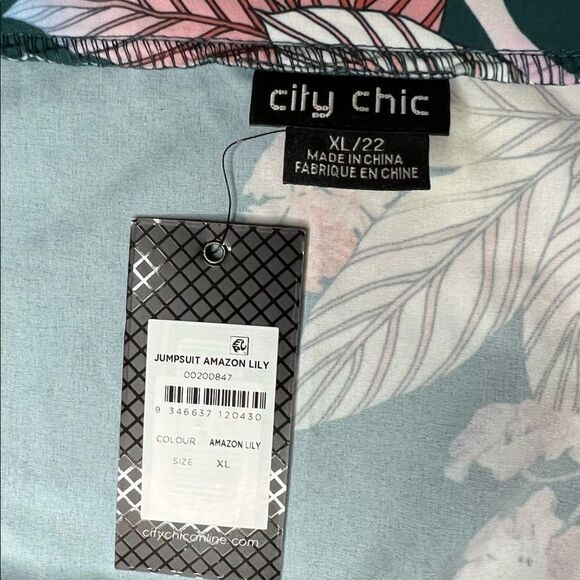 city chic
XL/22
MADE IN CHINA
FABRIQUE EN CHINE
JUMPSUIT AMAZON LILY
00200847
9 346637 120430
COLOUR AMAZON LILY
SIZE XL
citychiconline.com